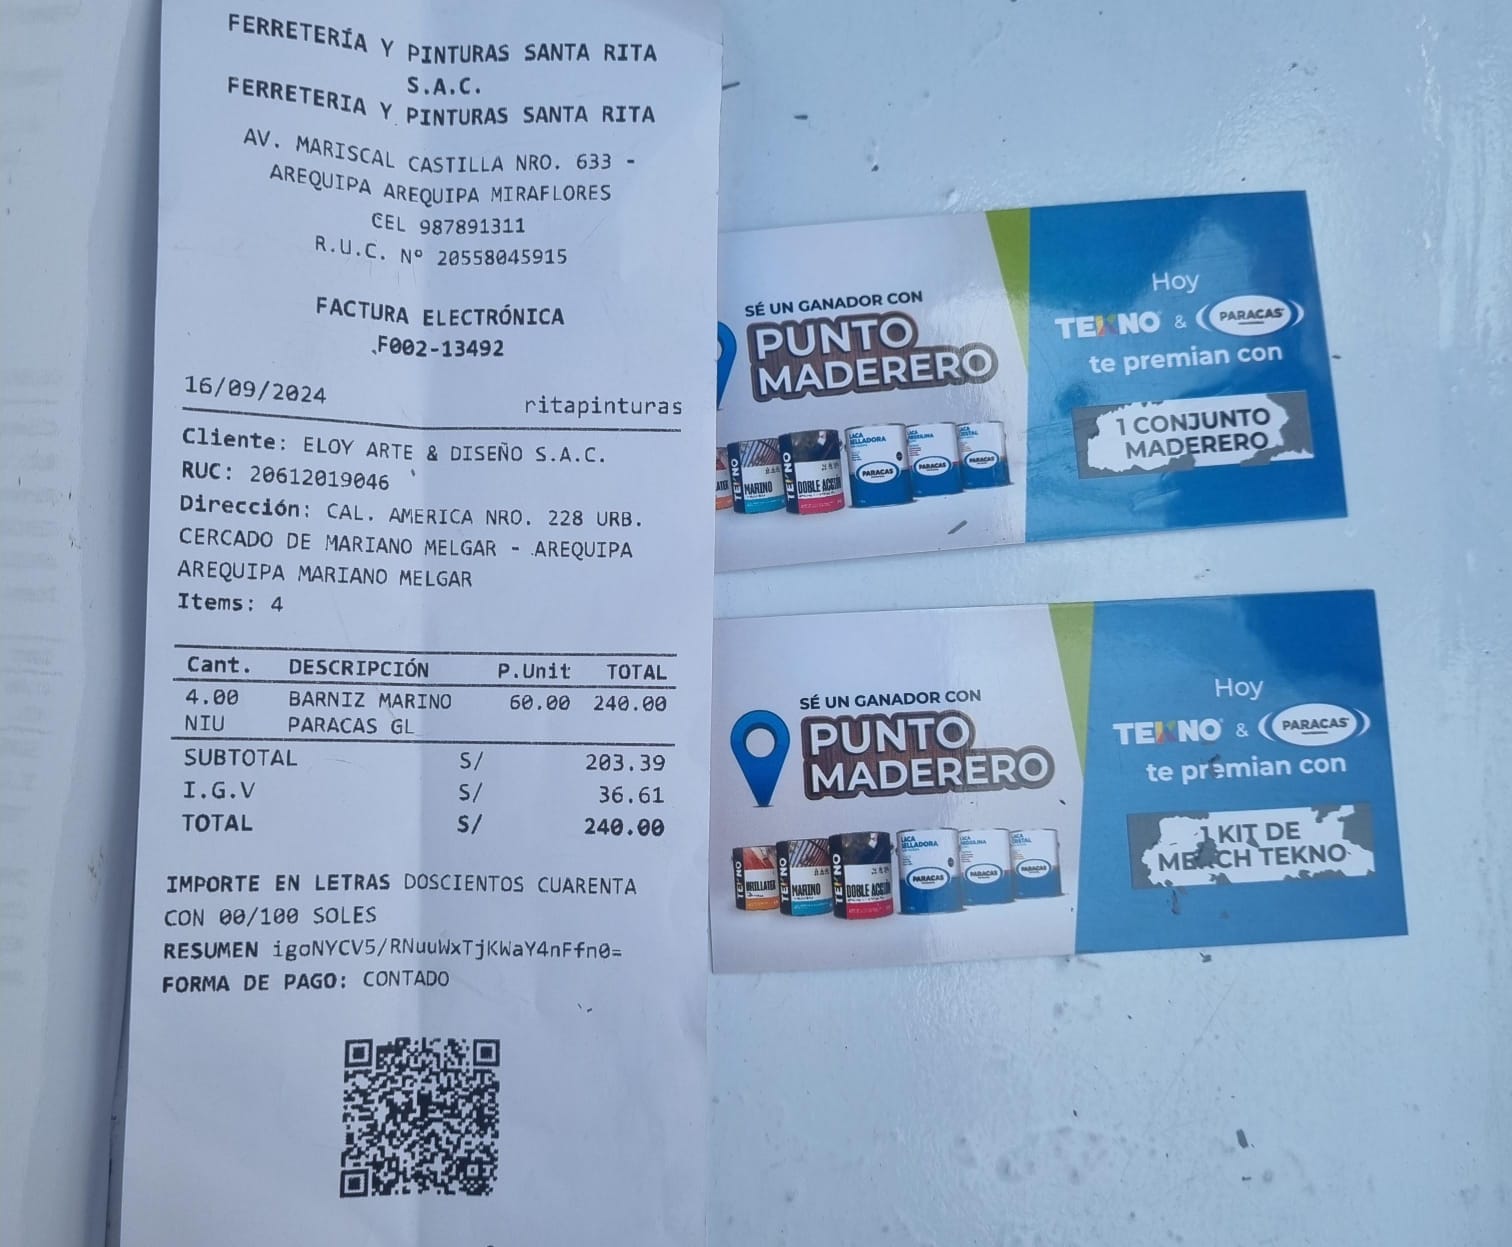 FERRETERÍA Y PINTURAS SANTA RITA
S.A.C.
FERRETERIA Y PINTURAS SANTA RITA
AV. MARISCAL CASTILLA NRO. 633 -
AREQUIPA AREQUIPA MIRAFLORES
CEL 987891311
R.U.C. Nº 20558045915
FACTURA ELECTRÓNICA
F002-13492
16/09/2024 ritapinturas
Cliente: ELOY ARTE & DISEÑO S.A.C.
RUC: 20612019046
Dirección: CAL. AMERICA NRO. 228 URB.
CERCADO DE MARIANO MELGAR - AREQUIPA
AREQUIPA MARIANO MELGAR
Items: 4
Cant. DESCRIPCIÓN P.Unit TOTAL
4.00 BARNIZ MARINO 60.00 240.00
NIU PARACAS GL
SUBTOTAL S/ 203.39
I.G.V S/ 36.61
TOTAL S/ 240.00
IMPORTE EN LETRAS DOSCIENTOS CUARENTA
CON 00/100 SOLES
RESUMEN igoNYCV5/RNuuWxTjKWaY4nFfn0=
FORMA DE PAGO: CONTADO
SÉ UN GANADOR CON
PUNTO
MADERERO
TEKNO
MARINO
TEKNO
DOBLE ACCIÓN
LACA
SELLADORA
PARACAS
PARACAS
PARACAS
Hoy
TEKNO & PARACAS
te premian con
1 CONJUNTO
MADERERO
SÉ UN GANADOR CON
PUNTO
MADERERO
TEKNO
TEKNO
MARINO
TEKNO
DOBLE ACCIÓN
LACA
SELLADORA
PARACAS
PARACAS
PARACAS
Hoy
TEKNO & PARACAS
te premian con
1 KIT DE
MERCH TEKNO